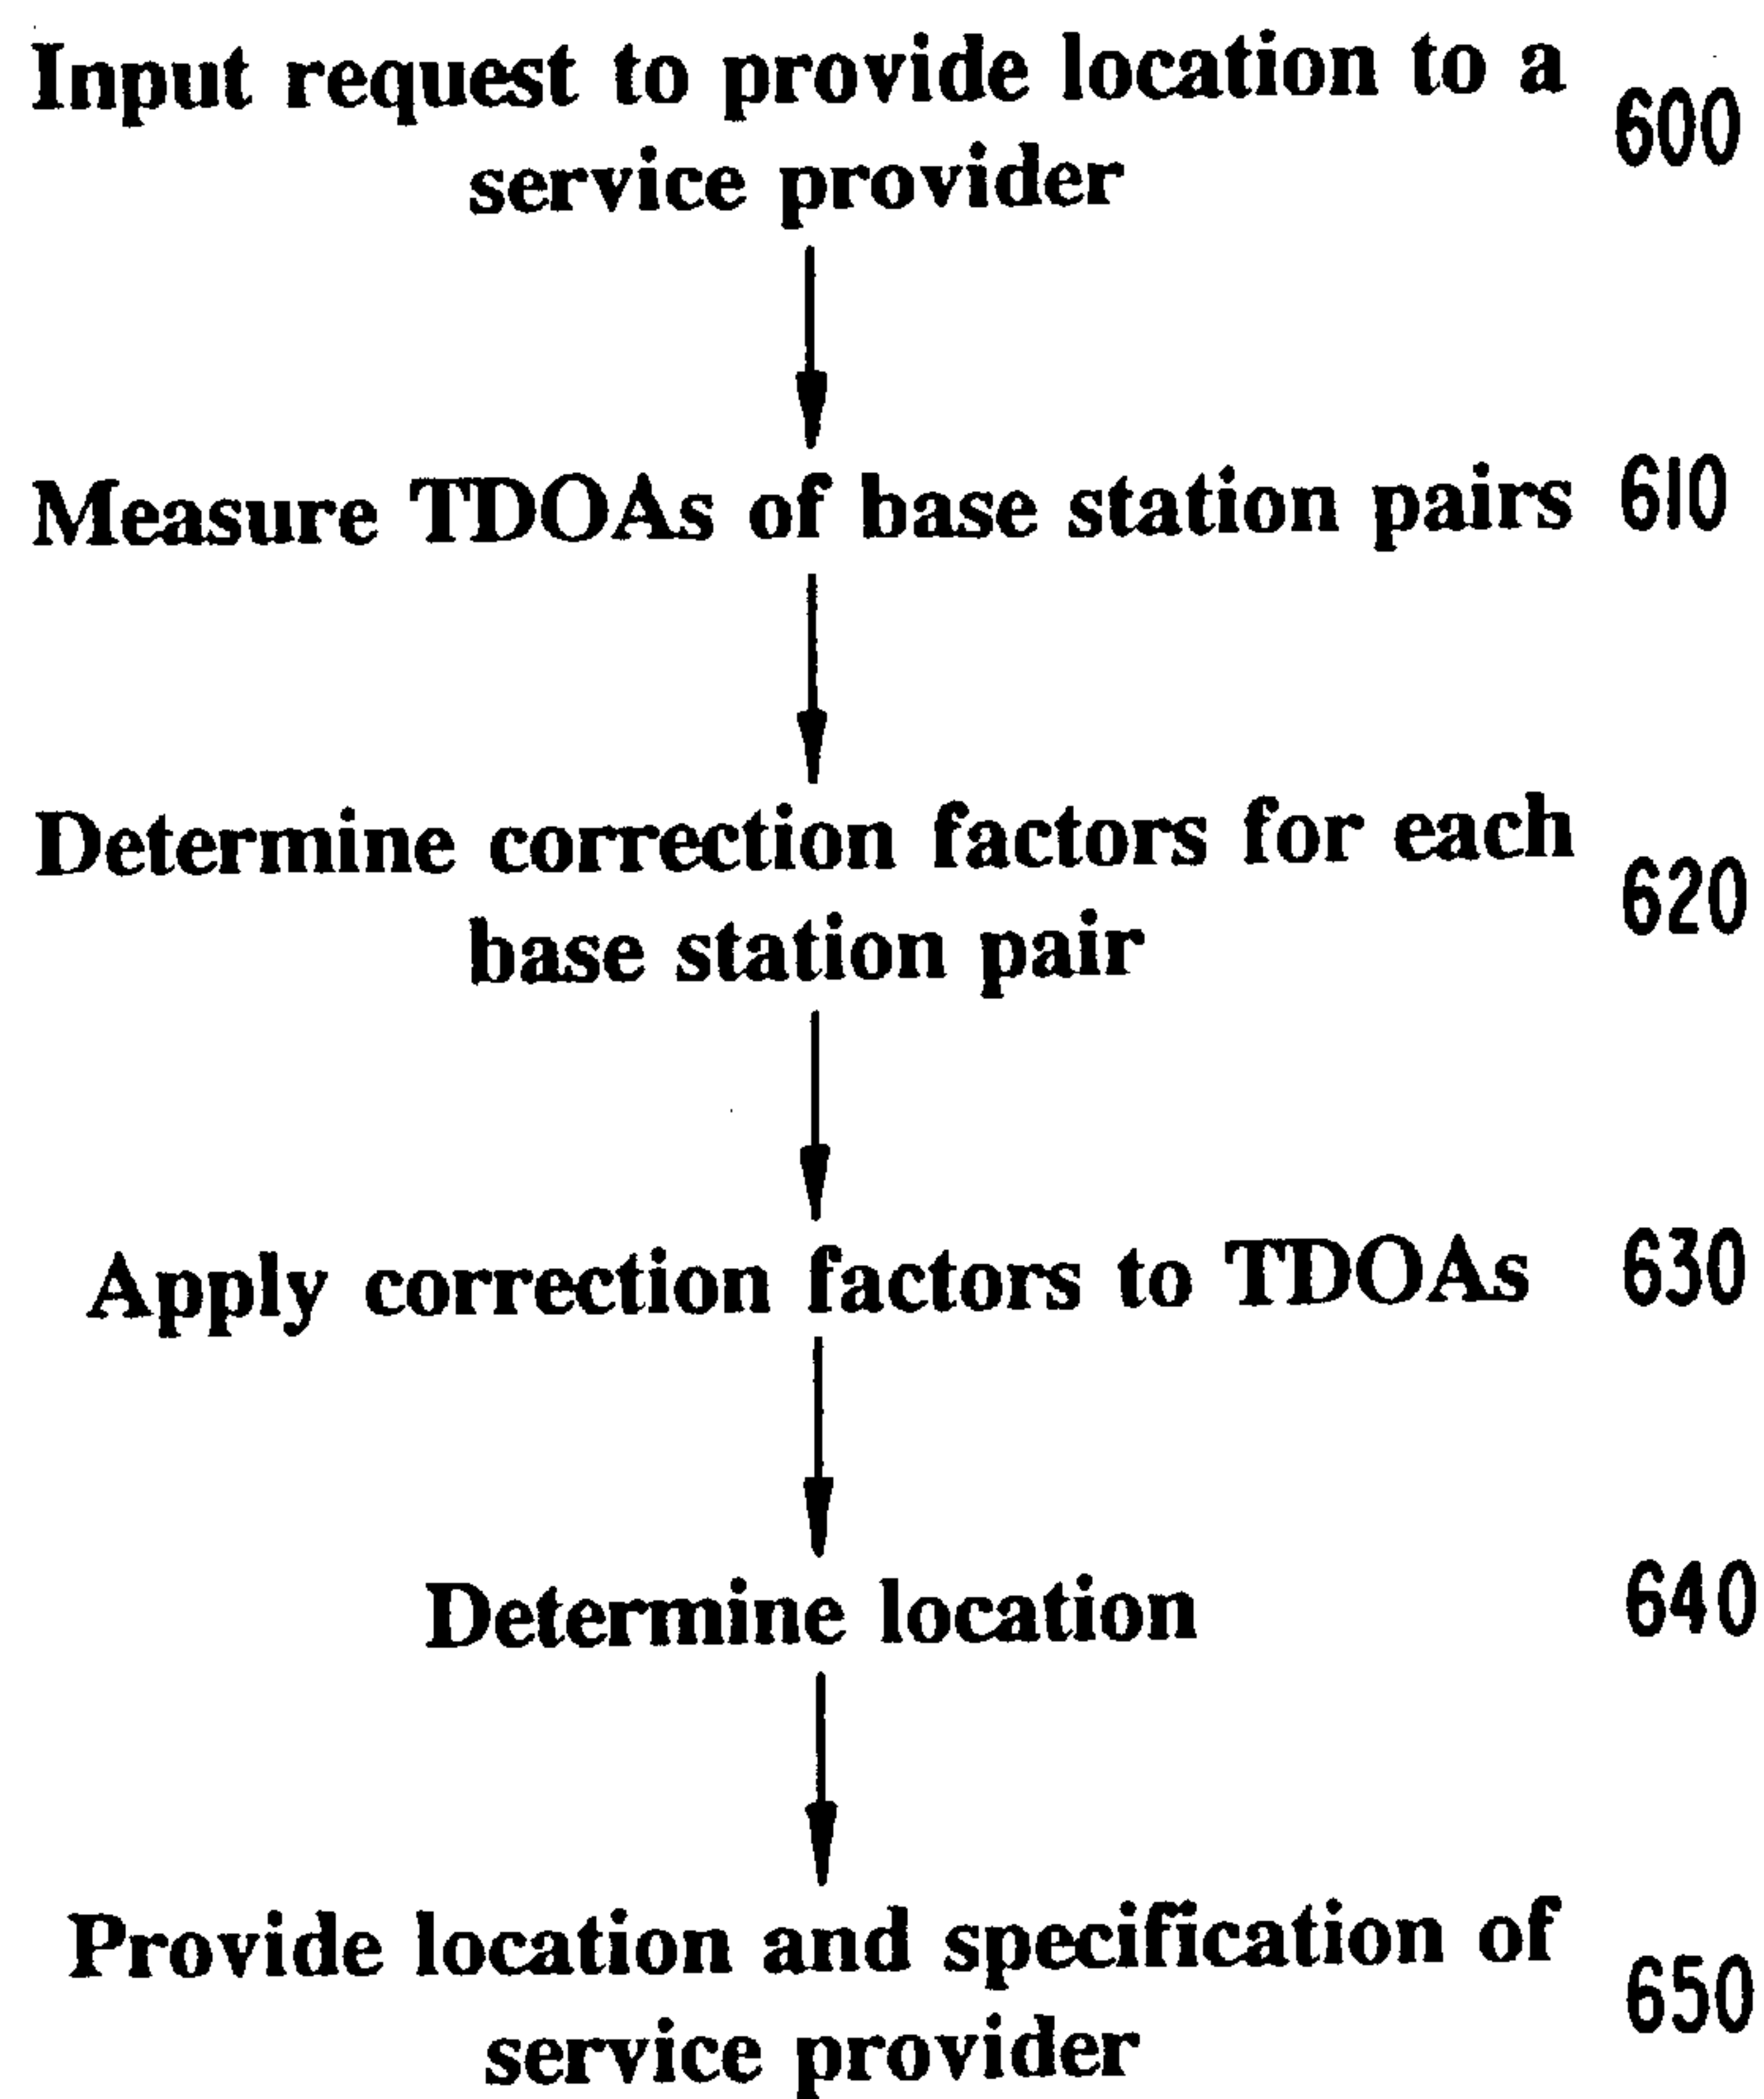 Input request to provide location to a
service provider
600
Measure TDOAs of base station pairs 610
Determine correction factors for each
base station pair
620
Apply correction factors to TDOAs 630
Determine location 640
Provide location and specification of
service provider
650